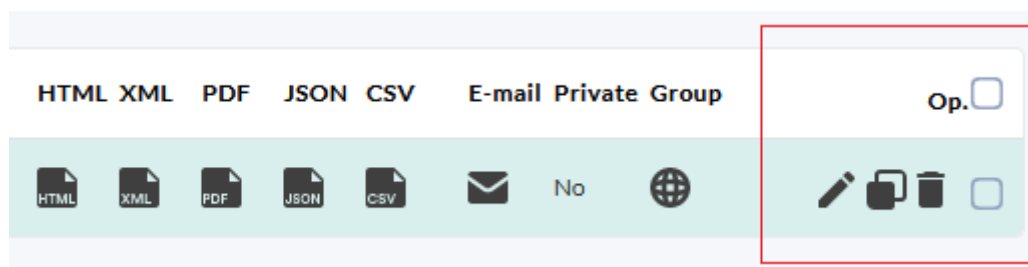 HTML XML PDF JSON CSV E-mail Private Group Op.
HTML XML PDF JSON CSV No